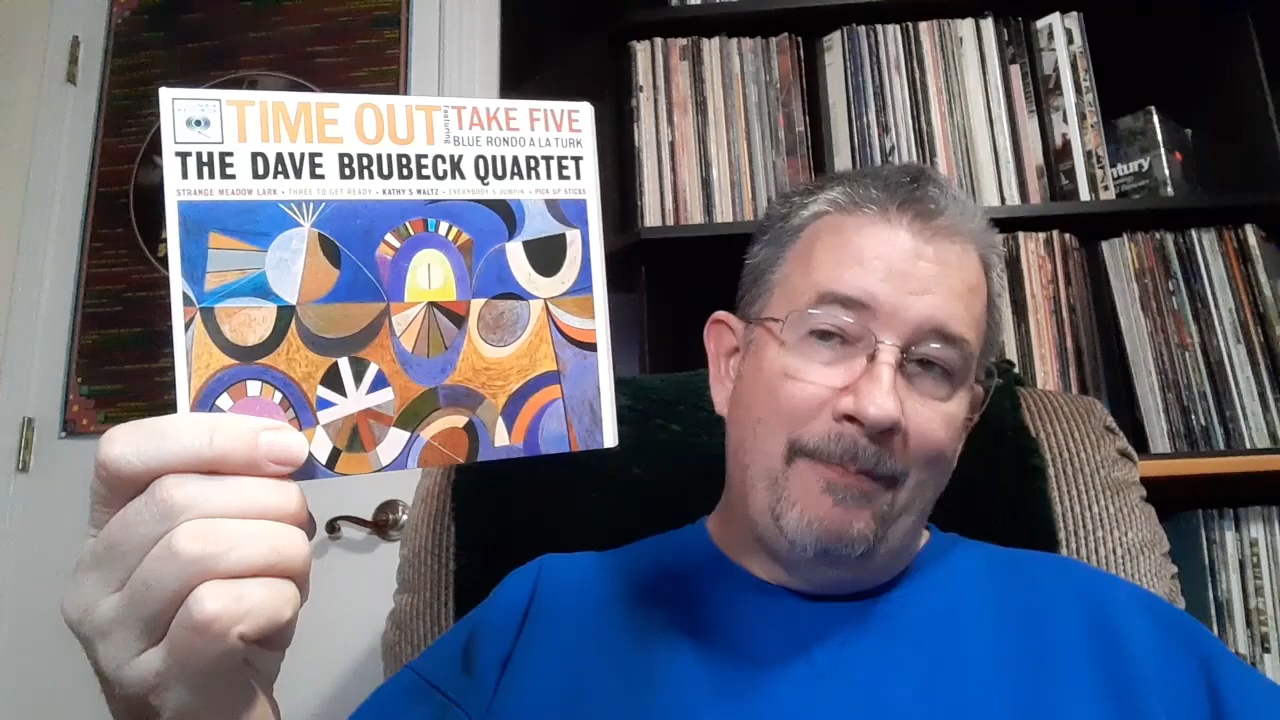 TIME OUT featuring TAKE FIVE
BLUE RONDO A LA TURK
THE DAVE BRUBECK QUARTET
STRANGE MEADOW LARK • THREE TO GET READY • KATHY'S WALTZ • EVERYBODY'S JUMPIN' • PICK UP STICKS
ntury